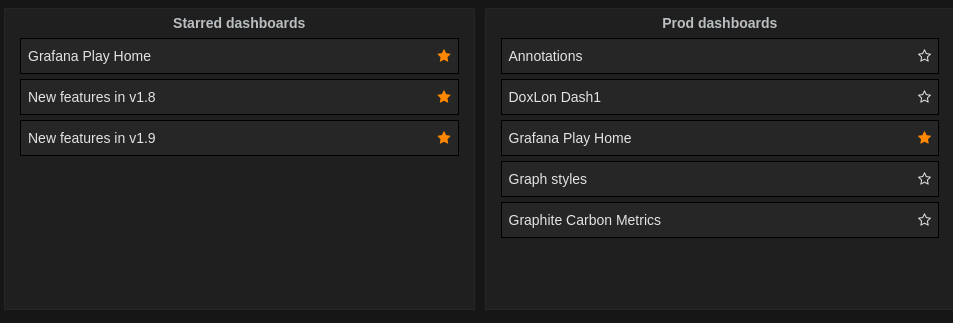 Starred dashboards
Grafana Play Home
New features in v1.8
New features in v1.9
Prod dashboards
Annotations
DoxLon Dash1
Grafana Play Home
Graph styles
Graphite Carbon Metrics